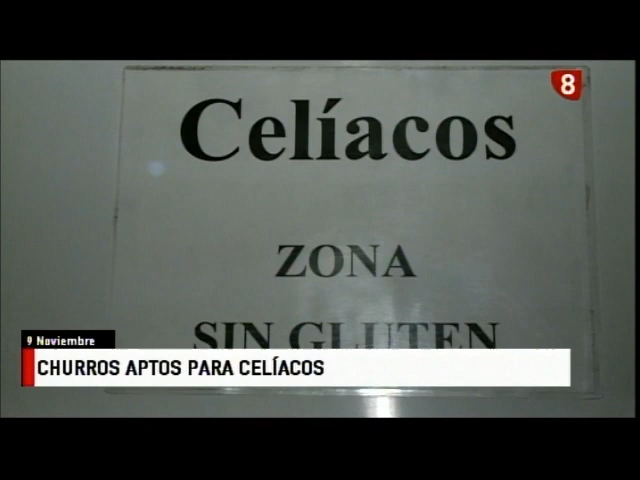 8
Celíacos
ZONA
SIN GLUTEN
9 Noviembre
CHURROS APTOS PARA CELÍACOS